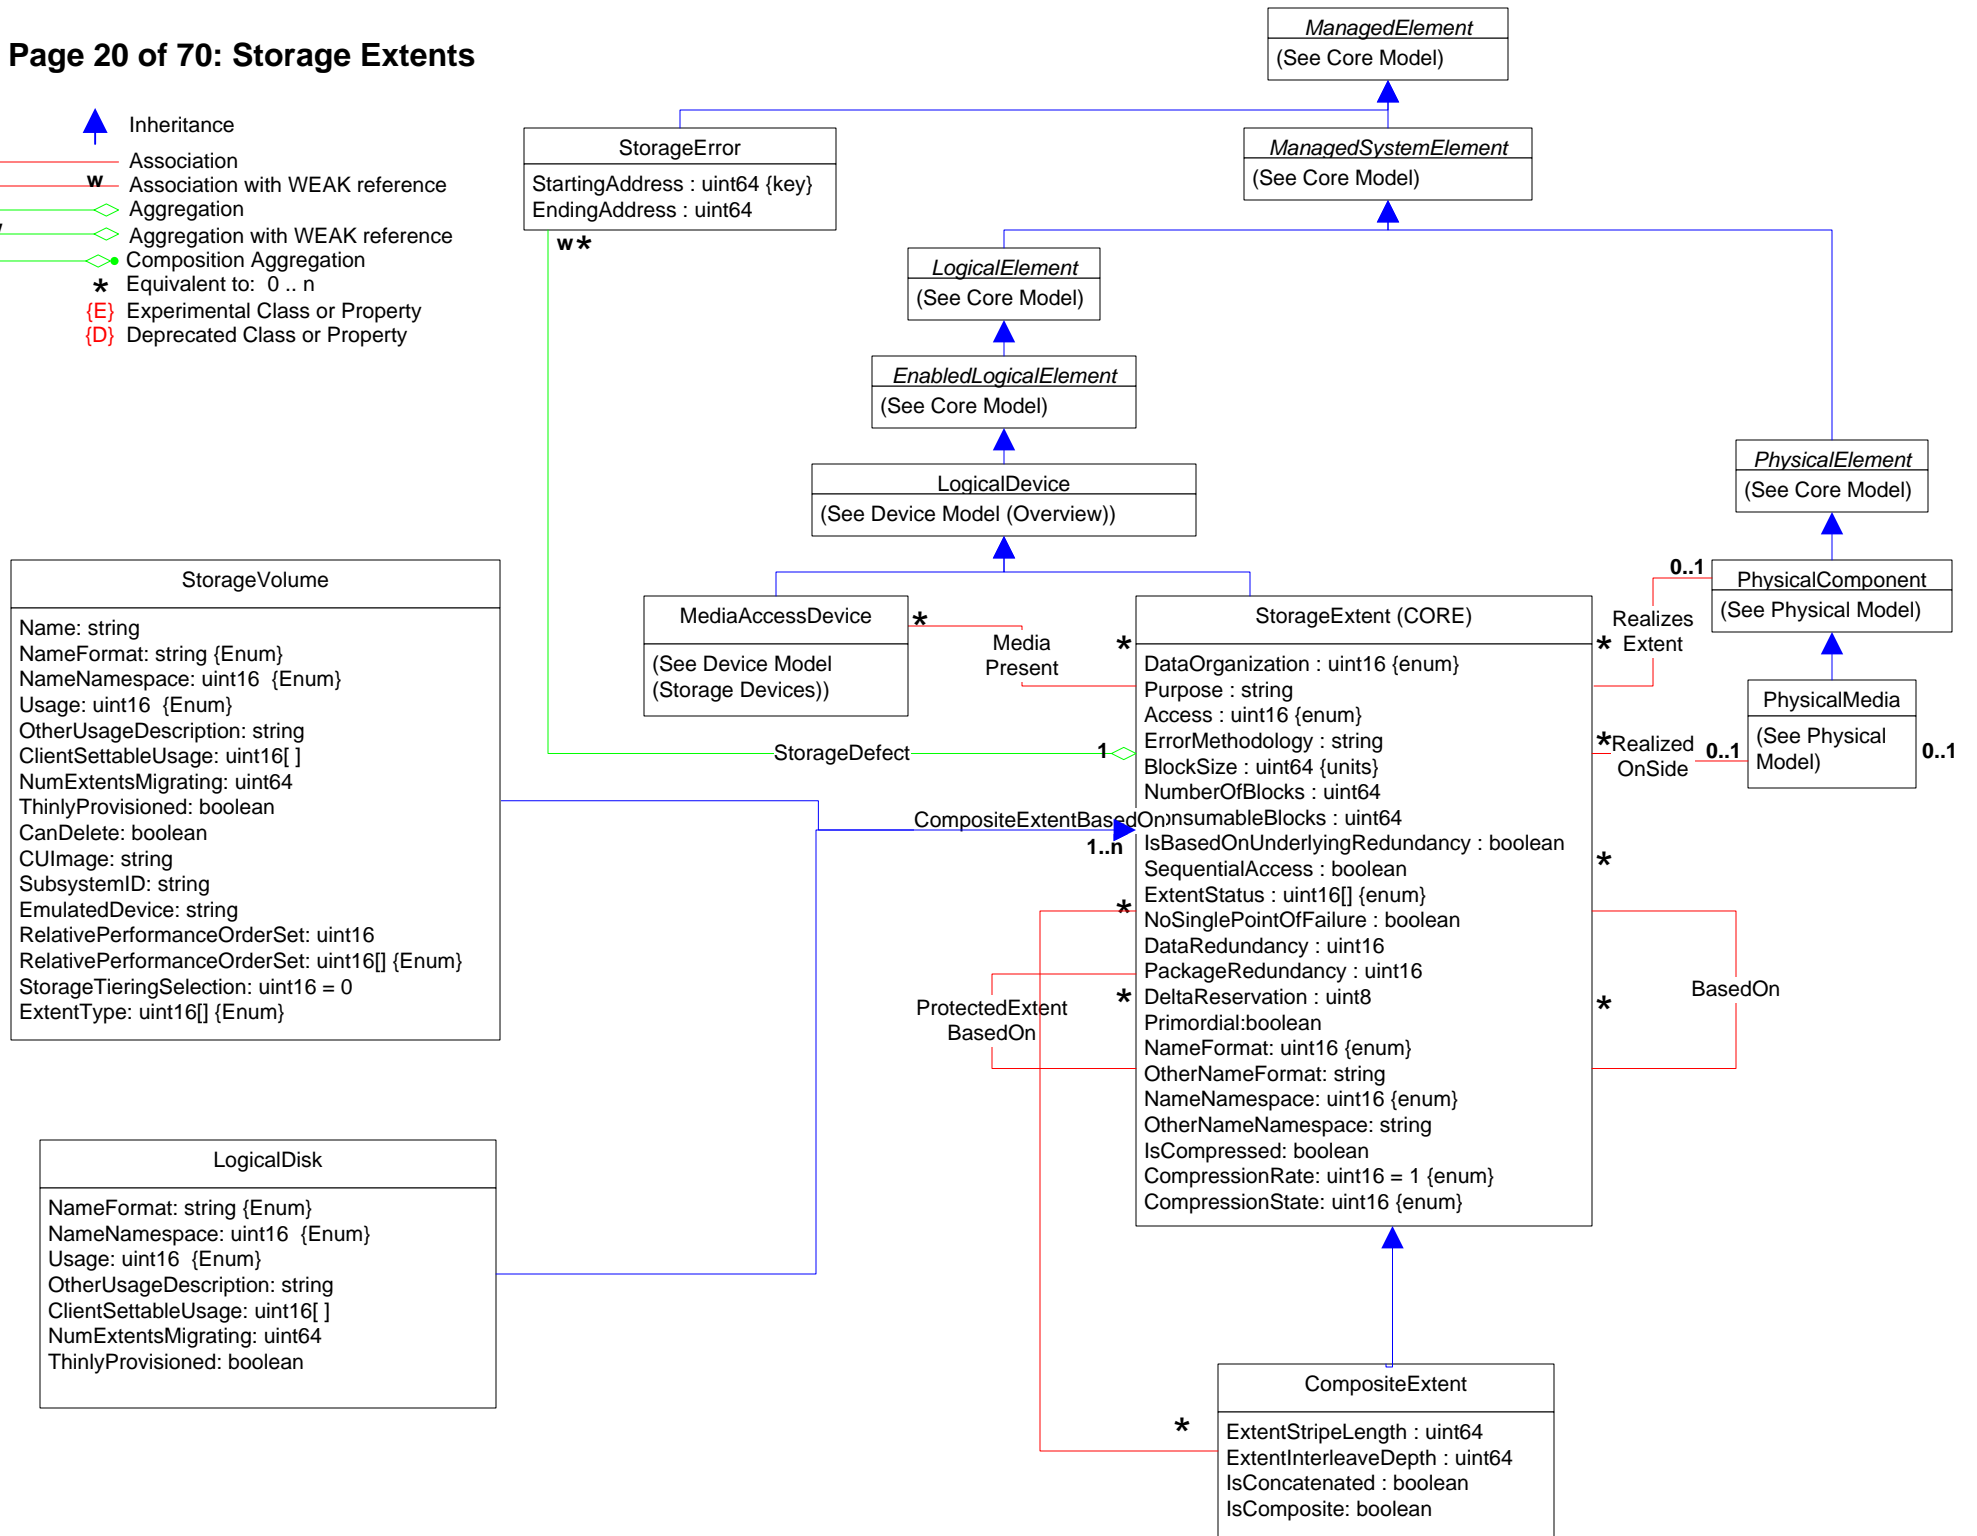 Page 20 of 70: Storage Extents
Inheritance
Association
w Association with WEAK reference
Aggregation
Aggregation with WEAK reference
Composition Aggregation
* Equivalent to: 0 .. n
{E} Experimental Class or Property
{D} Deprecated Class or Property
ManagedElement
(See Core Model)
StorageError
StartingAddress : uint64 {key}
EndingAddress : uint64
w*
ManagedSystemElement
(See Core Model)
LogicalElement
(See Core Model)
EnabledLogicalElement
(See Core Model)
LogicalDevice
(See Device Model (Overview))
PhysicalElement
(See Core Model)
PhysicalComponent
(See Physical Model)
0..1
Realizes
Extent
*
PhysicalMedia
(See Physical
Model)
0..1
0..1
*Realized
OnSide
MediaAccessDevice
(See Device Model
(Storage Devices))
*
Media
Present
*
StorageDefect
1
CompositeExtentBasedOn
1..n
*
ProtectedExtent
BasedOn
*
StorageExtent (CORE)
DataOrganization : uint16 {enum}
Purpose : string
Access : uint16 {enum}
ErrorMethodology : string
BlockSize : uint64 {units}
NumberOfBlocks : uint64
onsumableBlocks : uint64
IsBasedOnUnderlyingRedundancy : boolean
SequentialAccess : boolean
ExtentStatus : uint16[] {enum}
NoSinglePointOfFailure : boolean
DataRedundancy : uint16
PackageRedundancy : uint16
DeltaReservation : uint8
Primordial:boolean
NameFormat: uint16 {enum}
OtherNameFormat: string
NameNamespace: uint16 {enum}
OtherNameNamespace: string
IsCompressed: boolean
CompressionRate: uint16 = 1 {enum}
CompressionState: uint16 {enum}
*
BasedOn
*
StorageVolume
Name: string
NameFormat: string {Enum}
NameNamespace: uint16 {Enum}
Usage: uint16 {Enum}
OtherUsageDescription: string
ClientSettableUsage: uint16[ ]
NumExtentsMigrating: uint64
ThinlyProvisioned: boolean
CanDelete: boolean
CUImage: string
SubsystemID: string
EmulatedDevice: string
RelativePerformanceOrderSet: uint16
RelativePerformanceOrderSet: uint16[] {Enum}
StorageTieringSelection: uint16 = 0
ExtentType: uint16[] {Enum}
LogicalDisk
NameFormat: string {Enum}
NameNamespace: uint16 {Enum}
Usage: uint16 {Enum}
OtherUsageDescription: string
ClientSettableUsage: uint16[ ]
NumExtentsMigrating: uint64
ThinlyProvisioned: boolean
*
CompositeExtent
ExtentStripeLength : uint64
ExtentInterleaveDepth : uint64
IsConcatenated : boolean
IsComposite: boolean